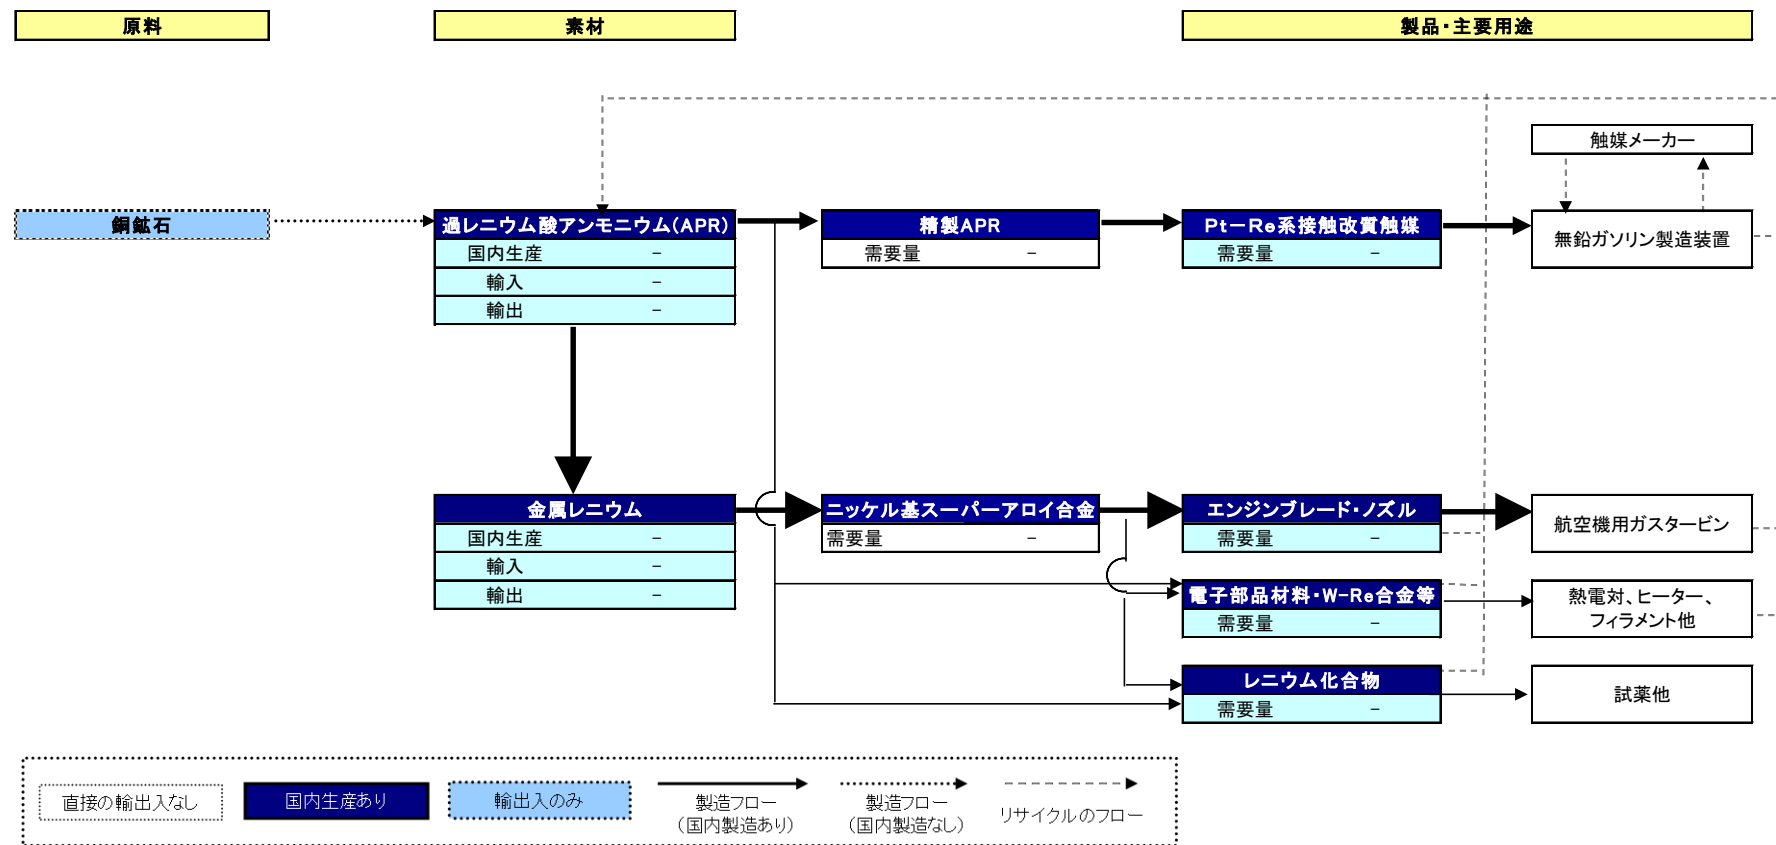 原料
素材
製品・主要用途
触媒メーカー
銅鉱石
過レニウム酸アンモニウム(APR)
国内生産 －
輸入 －
輸出 －
精製APR
需要量 －
Pt－Re系接触改質触媒
需要量 －
無鉛ガソリン製造装置
金属レニウム
国内生産 －
輸入 －
輸出 －
ニッケル基スーパーアロイ合金
需要量 －
エンジンブレード・ノズル
需要量 －
航空機用ガスタービン
電子部品材料・W-Re合金等
需要量 －
熱電対、ヒーター、
フィラメント他
レニウム化合物
需要量 －
試薬他
直接の輸出入なし
国内生産あり
輸出入のみ
製造フロー
（国内製造あり）
製造フロー
（国内製造なし）
リサイクルのフロー